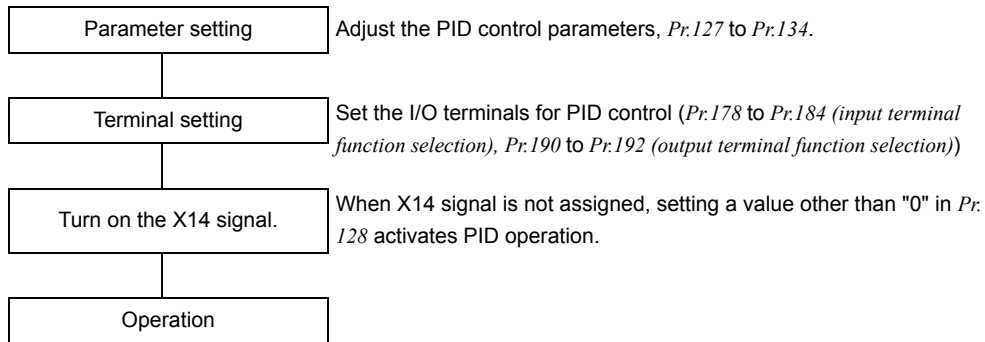 Parameter setting
Adjust the PID control parameters, Pr.127 to Pr.134.
Terminal setting
Set the I/O terminals for PID control (Pr.178 to Pr.184 (input terminal
function selection), Pr.190 to Pr.192 (output terminal function selection))
Turn on the X14 signal.
When X14 signal is not assigned, setting a value other than "0" in Pr.
128 activates PID operation.
Operation